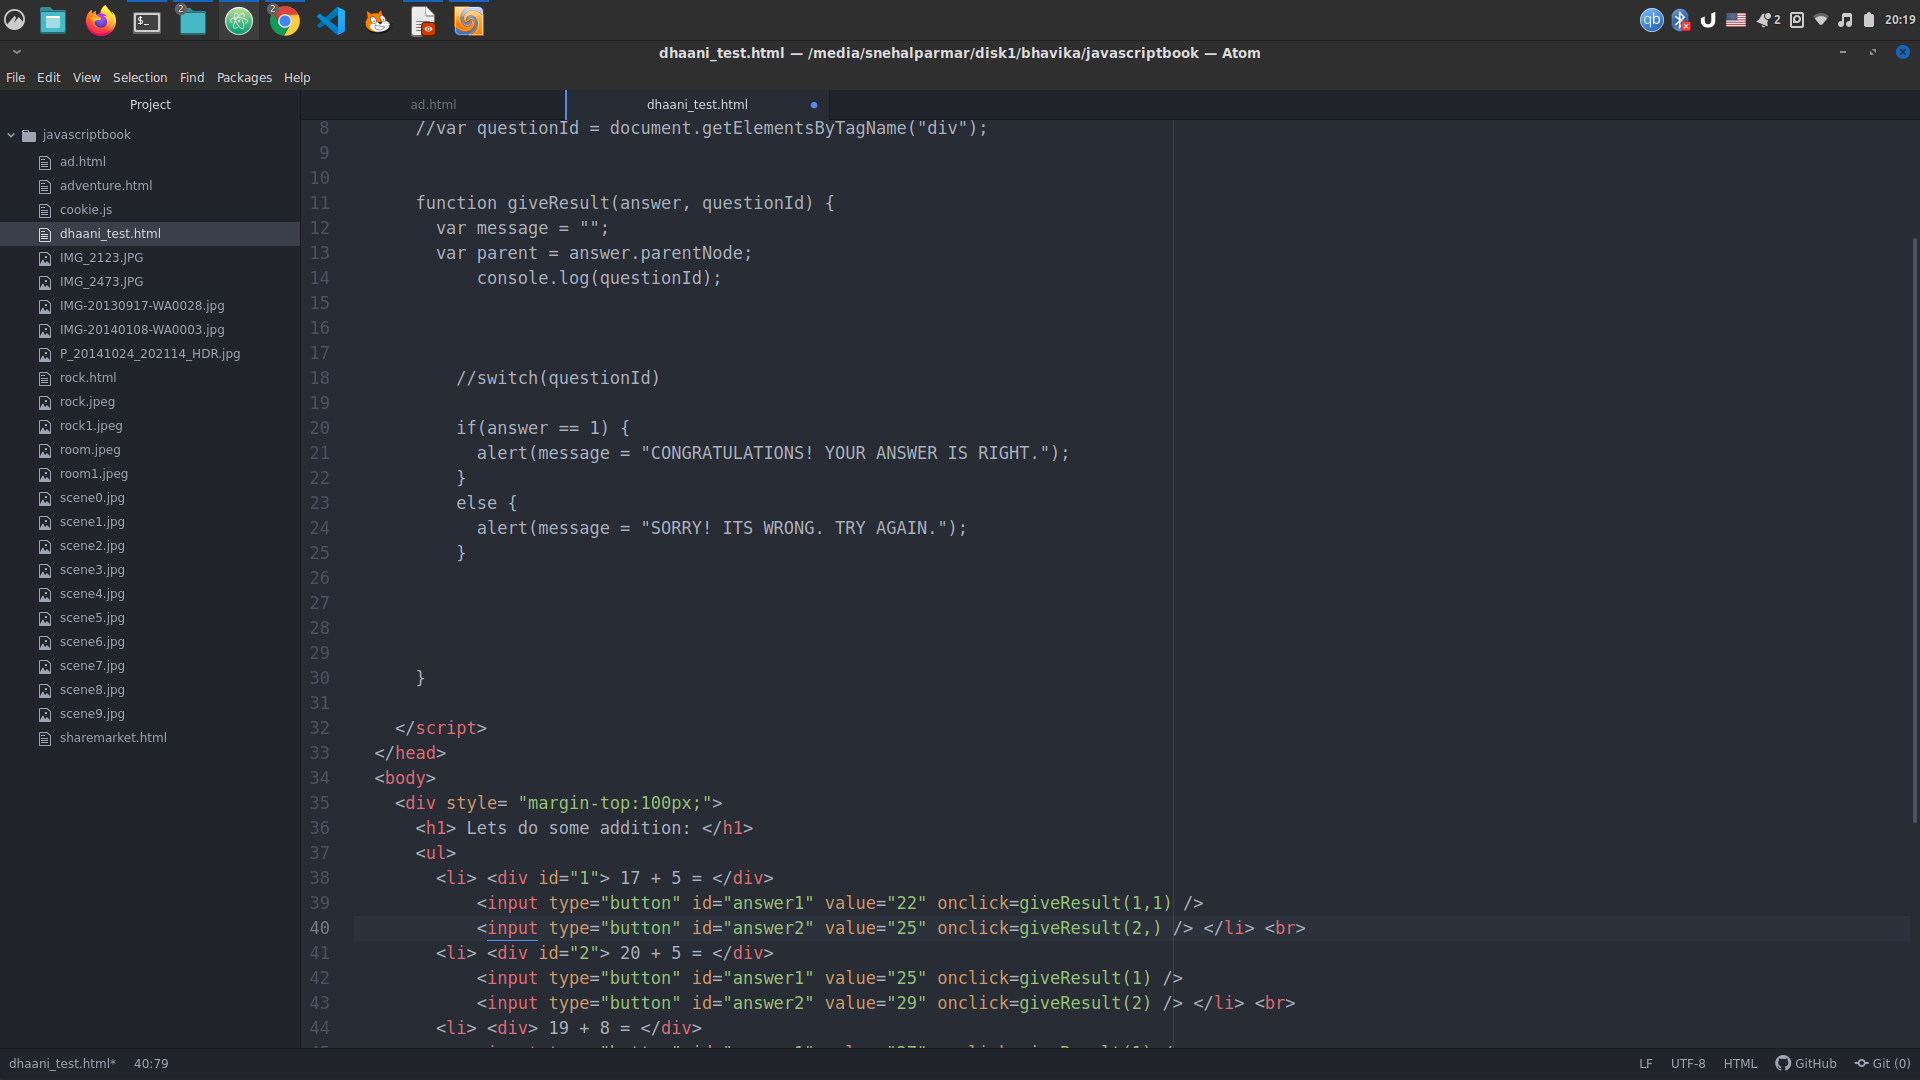 2
2
qb
2
20:19
dhaani_test.html — /media/snehalparmar/disk1/bhavika/javascriptbook — Atom
File Edit View Selection Find Packages Help
Project
javascriptbook
ad.html
adventure.html
cookie.js
dhaani_test.html
IMG_2123.JPG
IMG_2473.JPG
IMG-20130917-WA0028.jpg
IMG-20140108-WA0003.jpg
P_20141024_202114_HDR.jpg
rock.html
rock.jpeg
rock1.jpeg
room.jpeg
room1.jpeg
scene0.jpg
scene1.jpg
scene2.jpg
scene3.jpg
scene4.jpg
scene5.jpg
scene6.jpg
scene7.jpg
scene8.jpg
scene9.jpg
sharemarket.html
ad.html
dhaani_test.html
8 //var questionId = document.getElementsByTagName("div");
9
10
11 function giveResult(answer, questionId) {
12 var message = "";
13 var parent = answer.parentNode;
14 console.log(questionId);
15
16
17
18 //switch(questionId)
19
20 if(answer == 1) {
21 alert(message = "CONGRATULATIONS! YOUR ANSWER IS RIGHT.");
22 }
23 else {
24 alert(message = "SORRY! ITS WRONG. TRY AGAIN.");
25 }
26
27
28
29
30 }
31
32 </script>
33 </head>
34 <body>
35 <div style= "margin-top:100px;">
36 <h1> Lets do some addition: </h1>
37 <ul>
38 <li> <div id="1"> 17 + 5 = </div>
39 <input type="button" id="answer1" value="22" onclick=giveResult(1,1) />
40 <input type="button" id="answer2" value="25" onclick=giveResult(2,) /> </li> <br>
41 <li> <div id="2"> 20 + 5 = </div>
42 <input type="button" id="answer1" value="25" onclick=giveResult(1) />
43 <input type="button" id="answer2" value="29" onclick=giveResult(2) /> </li> <br>
44 <li> <div> 19 + 8 = </div>
dhaani_test.html* 40:79
LF UTF-8 HTML GitHub Git (0)